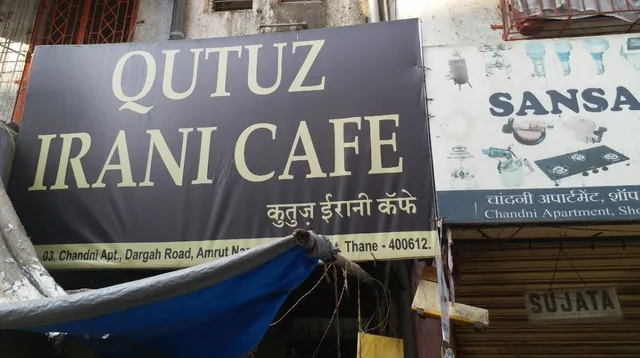 QUTUZ
IRANI CAFE
कुतुज ईरानी कॅफे
03. Chandni Apt., Dargah Road, Amrut Thane - 400612.
SANSA
चांदनी अपार्टमेंट, शॉप
Chandni Apartment, Sho
SUJATA